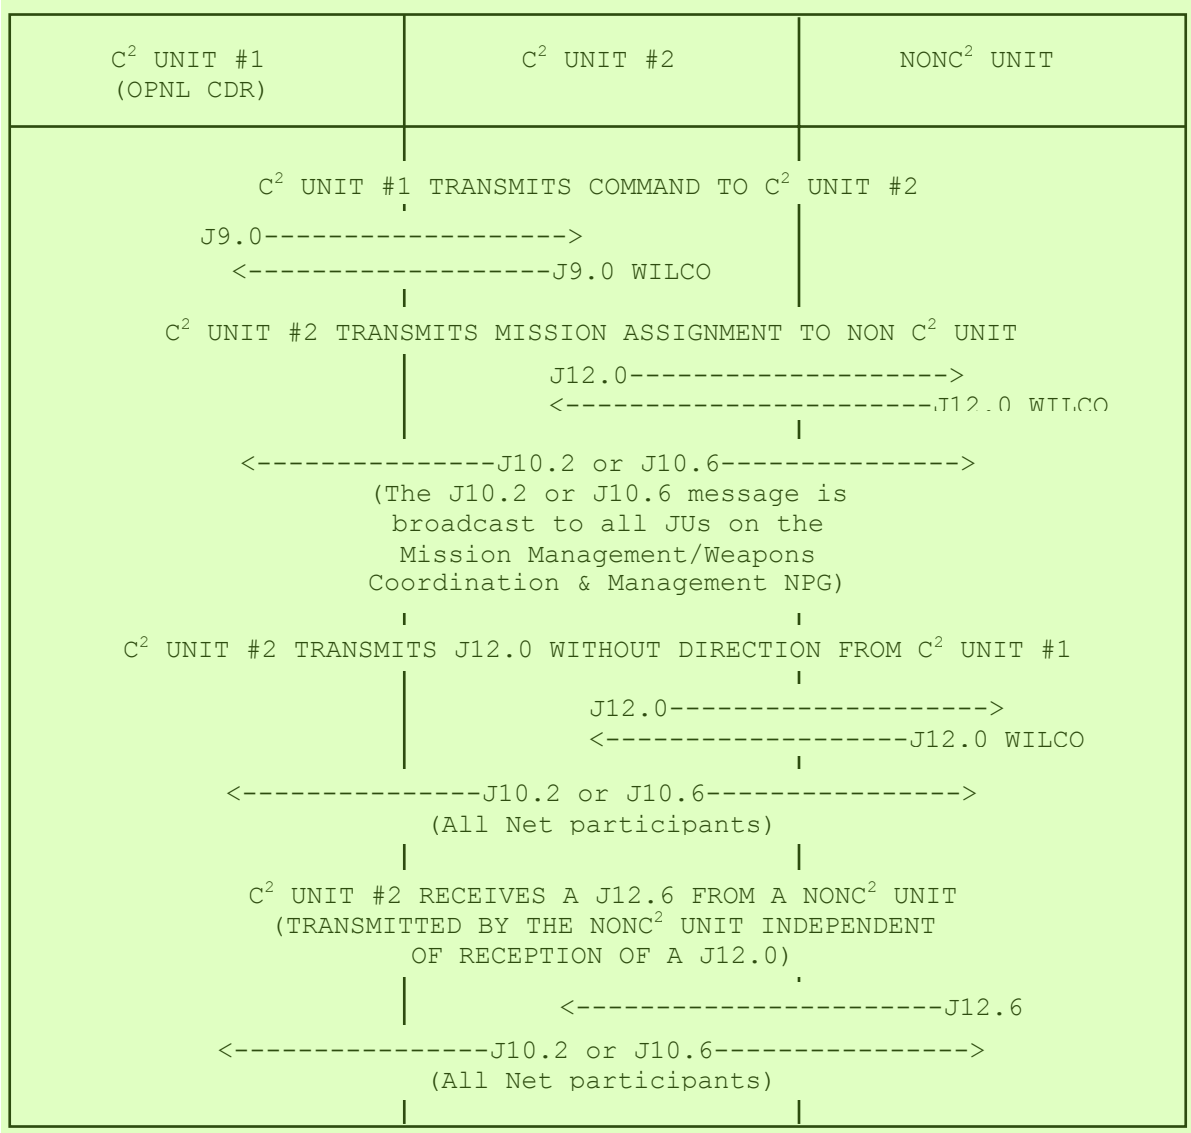 C² UNIT #1
(OPNL CDR)
C² UNIT #2
NONC² UNIT
C² UNIT #1 TRANSMITS COMMAND TO C² UNIT #2
J9.0------------------->
<-------------------J9.0 WILCO
C² UNIT #2 TRANSMITS MISSION ASSIGNMENT TO NON C² UNIT
J12.0-------------------->
<-----------------------J12.0 WILCO
<---------------J10.2 or J10.6--------------->
(The J10.2 or J10.6 message is
broadcast to all JUs on the
Mission Management/Weapons
Coordination & Management NPG)
C² UNIT #2 TRANSMITS J12.0 WITHOUT DIRECTION FROM C² UNIT #1
J12.0-------------------->
<-------------------J12.0 WILCO
<---------------J10.2 or J10.6---------------->
(All Net participants)
C² UNIT #2 RECEIVES A J12.6 FROM A NONC² UNIT
(TRANSMITTED BY THE NONC² UNIT INDEPENDENT
OF RECEPTION OF A J12.0)
<-----------------------J12.6
<----------------J10.2 or J10.6---------------->
(All Net participants)